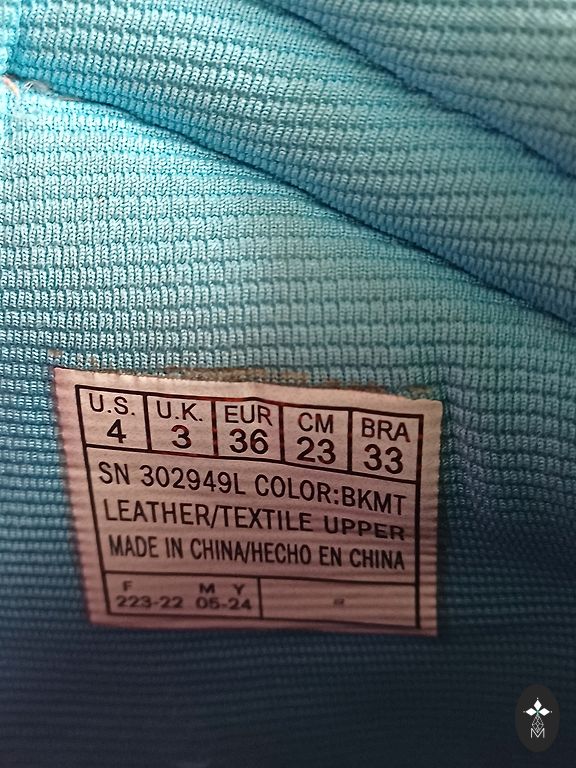 U.S. U.K. EUR CM BRA
4 3 36 23 33
SN 302949L COLOR:BKMT
LEATHER/TEXTILE UPPER
MADE IN CHINA/HECHO EN CHINA
F M Y
223-22 05-24
M